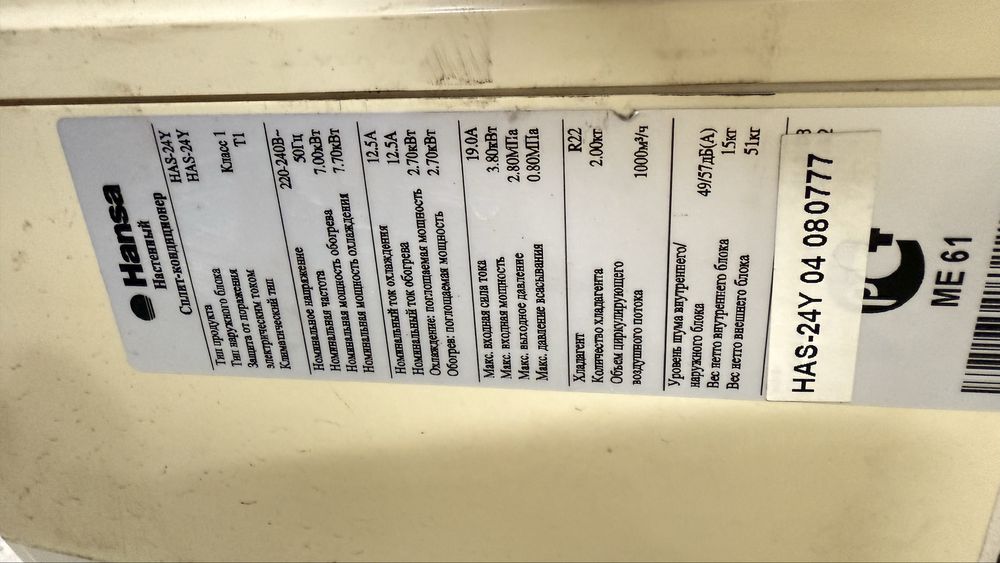 Hansa
Настенный
Сплит-кондиционер
Тип продукта HAS-24Y
Тип наружного блока HAS-24Y
Защита от поражения
электрическим током Класс 1
Климатический тип T1
Номинальное напряжение 220-240В~
Номинальная частота 50Гц
Номинальная мощность обогрева 7.00кВт
Номинальная мощность охлаждения 7.70кВт
Номинальный ток охлаждения 12.5А
Номинальный ток обогрева 12.5А
Охлаждение: поглощаемая мощность 2.70кВт
Обогрев: поглощаемая мощность 2.70кВт
Макс. входная сила тока 19.0А
Макс. входная мощность 3.80кВт
Макс. выходное давление 2.80МПа
Макс. давление всасывания 0.80МПа
Хладагент R22
Количество хладагента 2.00кг
Объем циркулирующего
воздушного потока 1000м³/ч
Уровень шума внутреннего/
наружного блока 49/57дБ(А)
Вес нетто внутреннего блока 15кг
Вес нетто внешнего блока 51кг
HAS-24Y 04 080777
ME 61